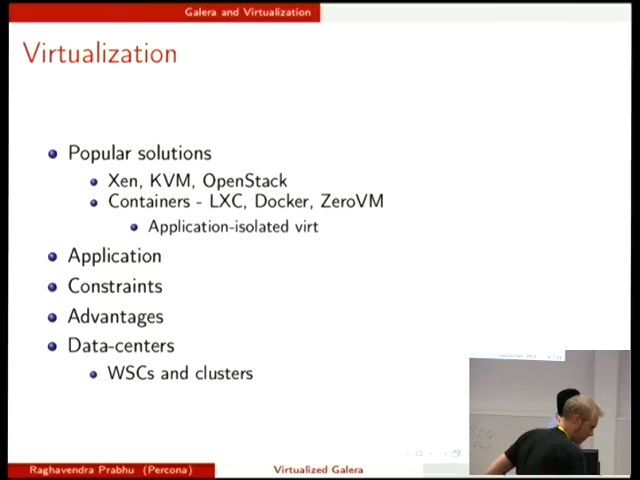 Galera and Virtualization
Virtualization
Popular solutions
Xen, KVM, OpenStack
Containers - LXC, Docker, ZeroVM
Application-isolated virt
Application
Constraints
Advantages
Data-centers
WSCs and clusters
Raghavendra Prabhu (Percona)
Virtualized Galera